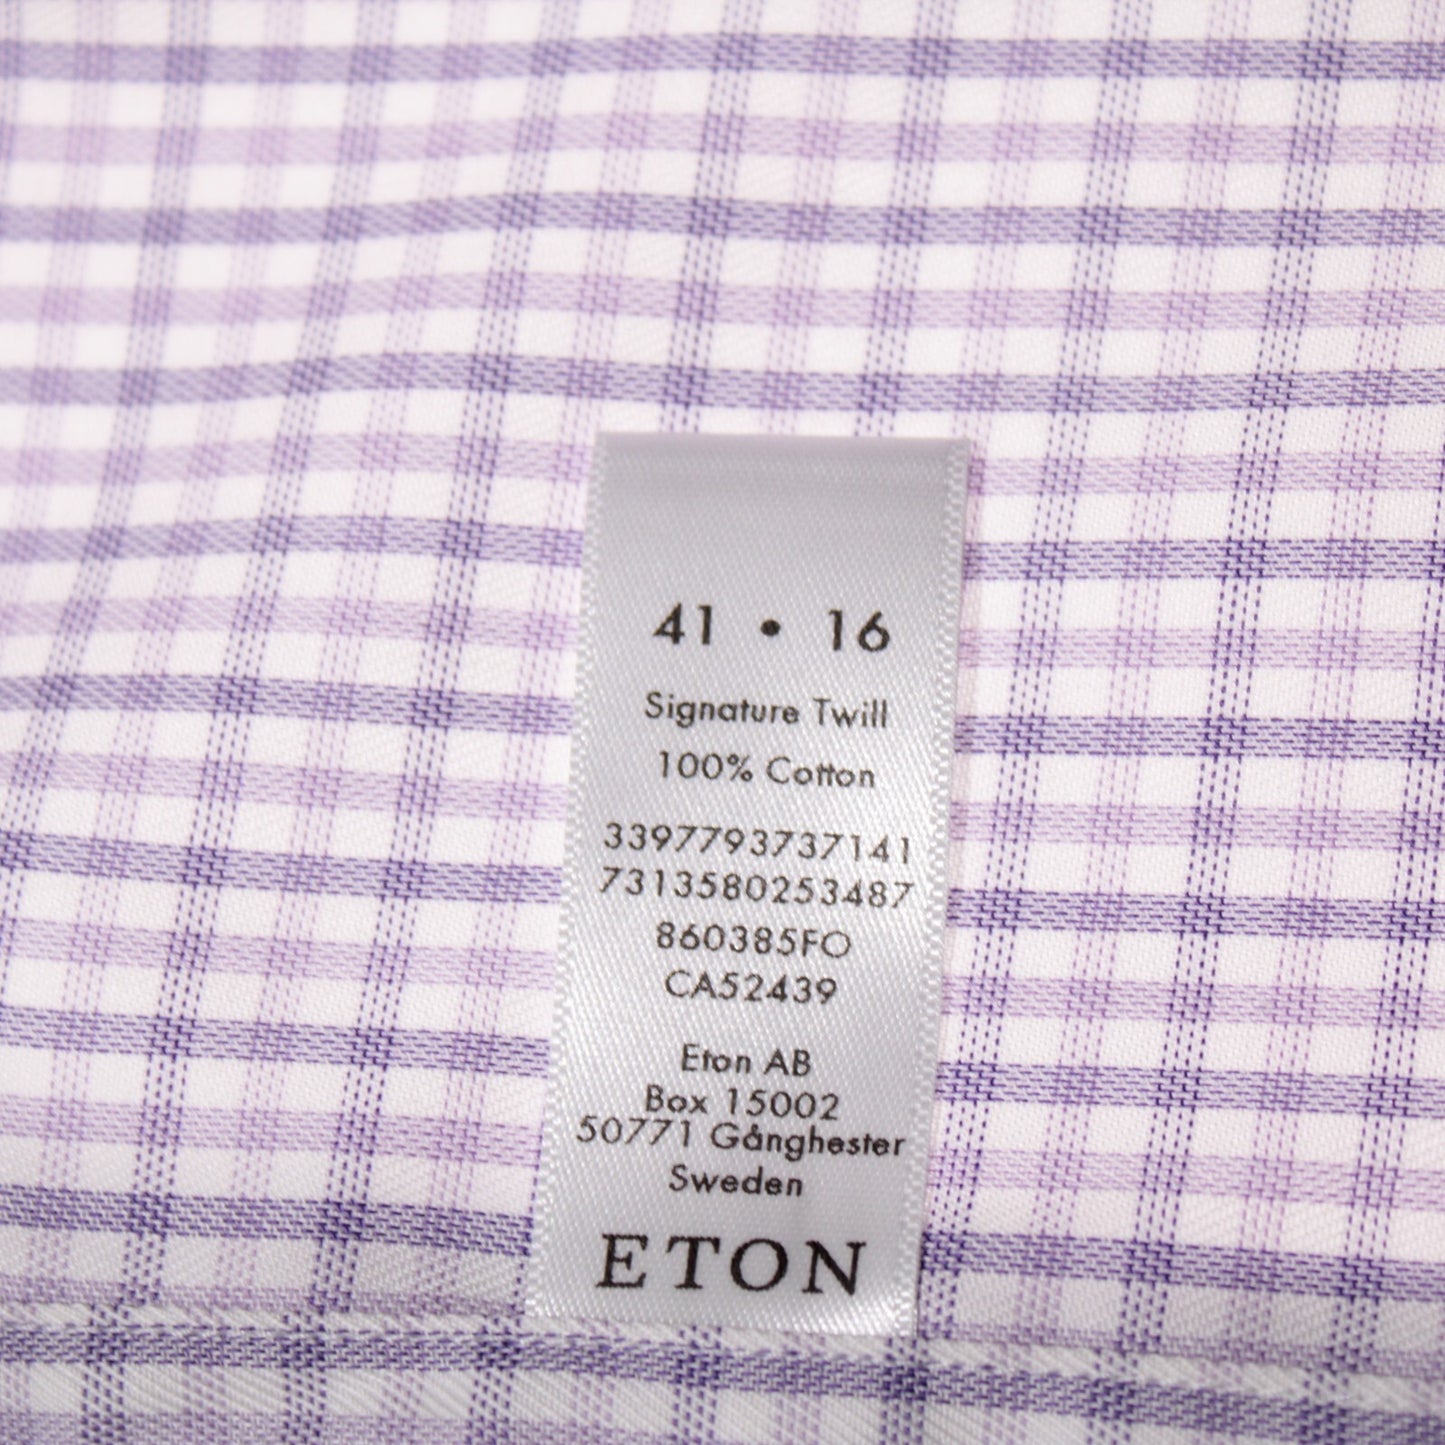 41 • 16
Signature Twill
100% Cotton
3397793737141
7313580253487
860385FO
CA52439
Eton AB
Box 15002
50771 Gånghester
Sweden
ETON